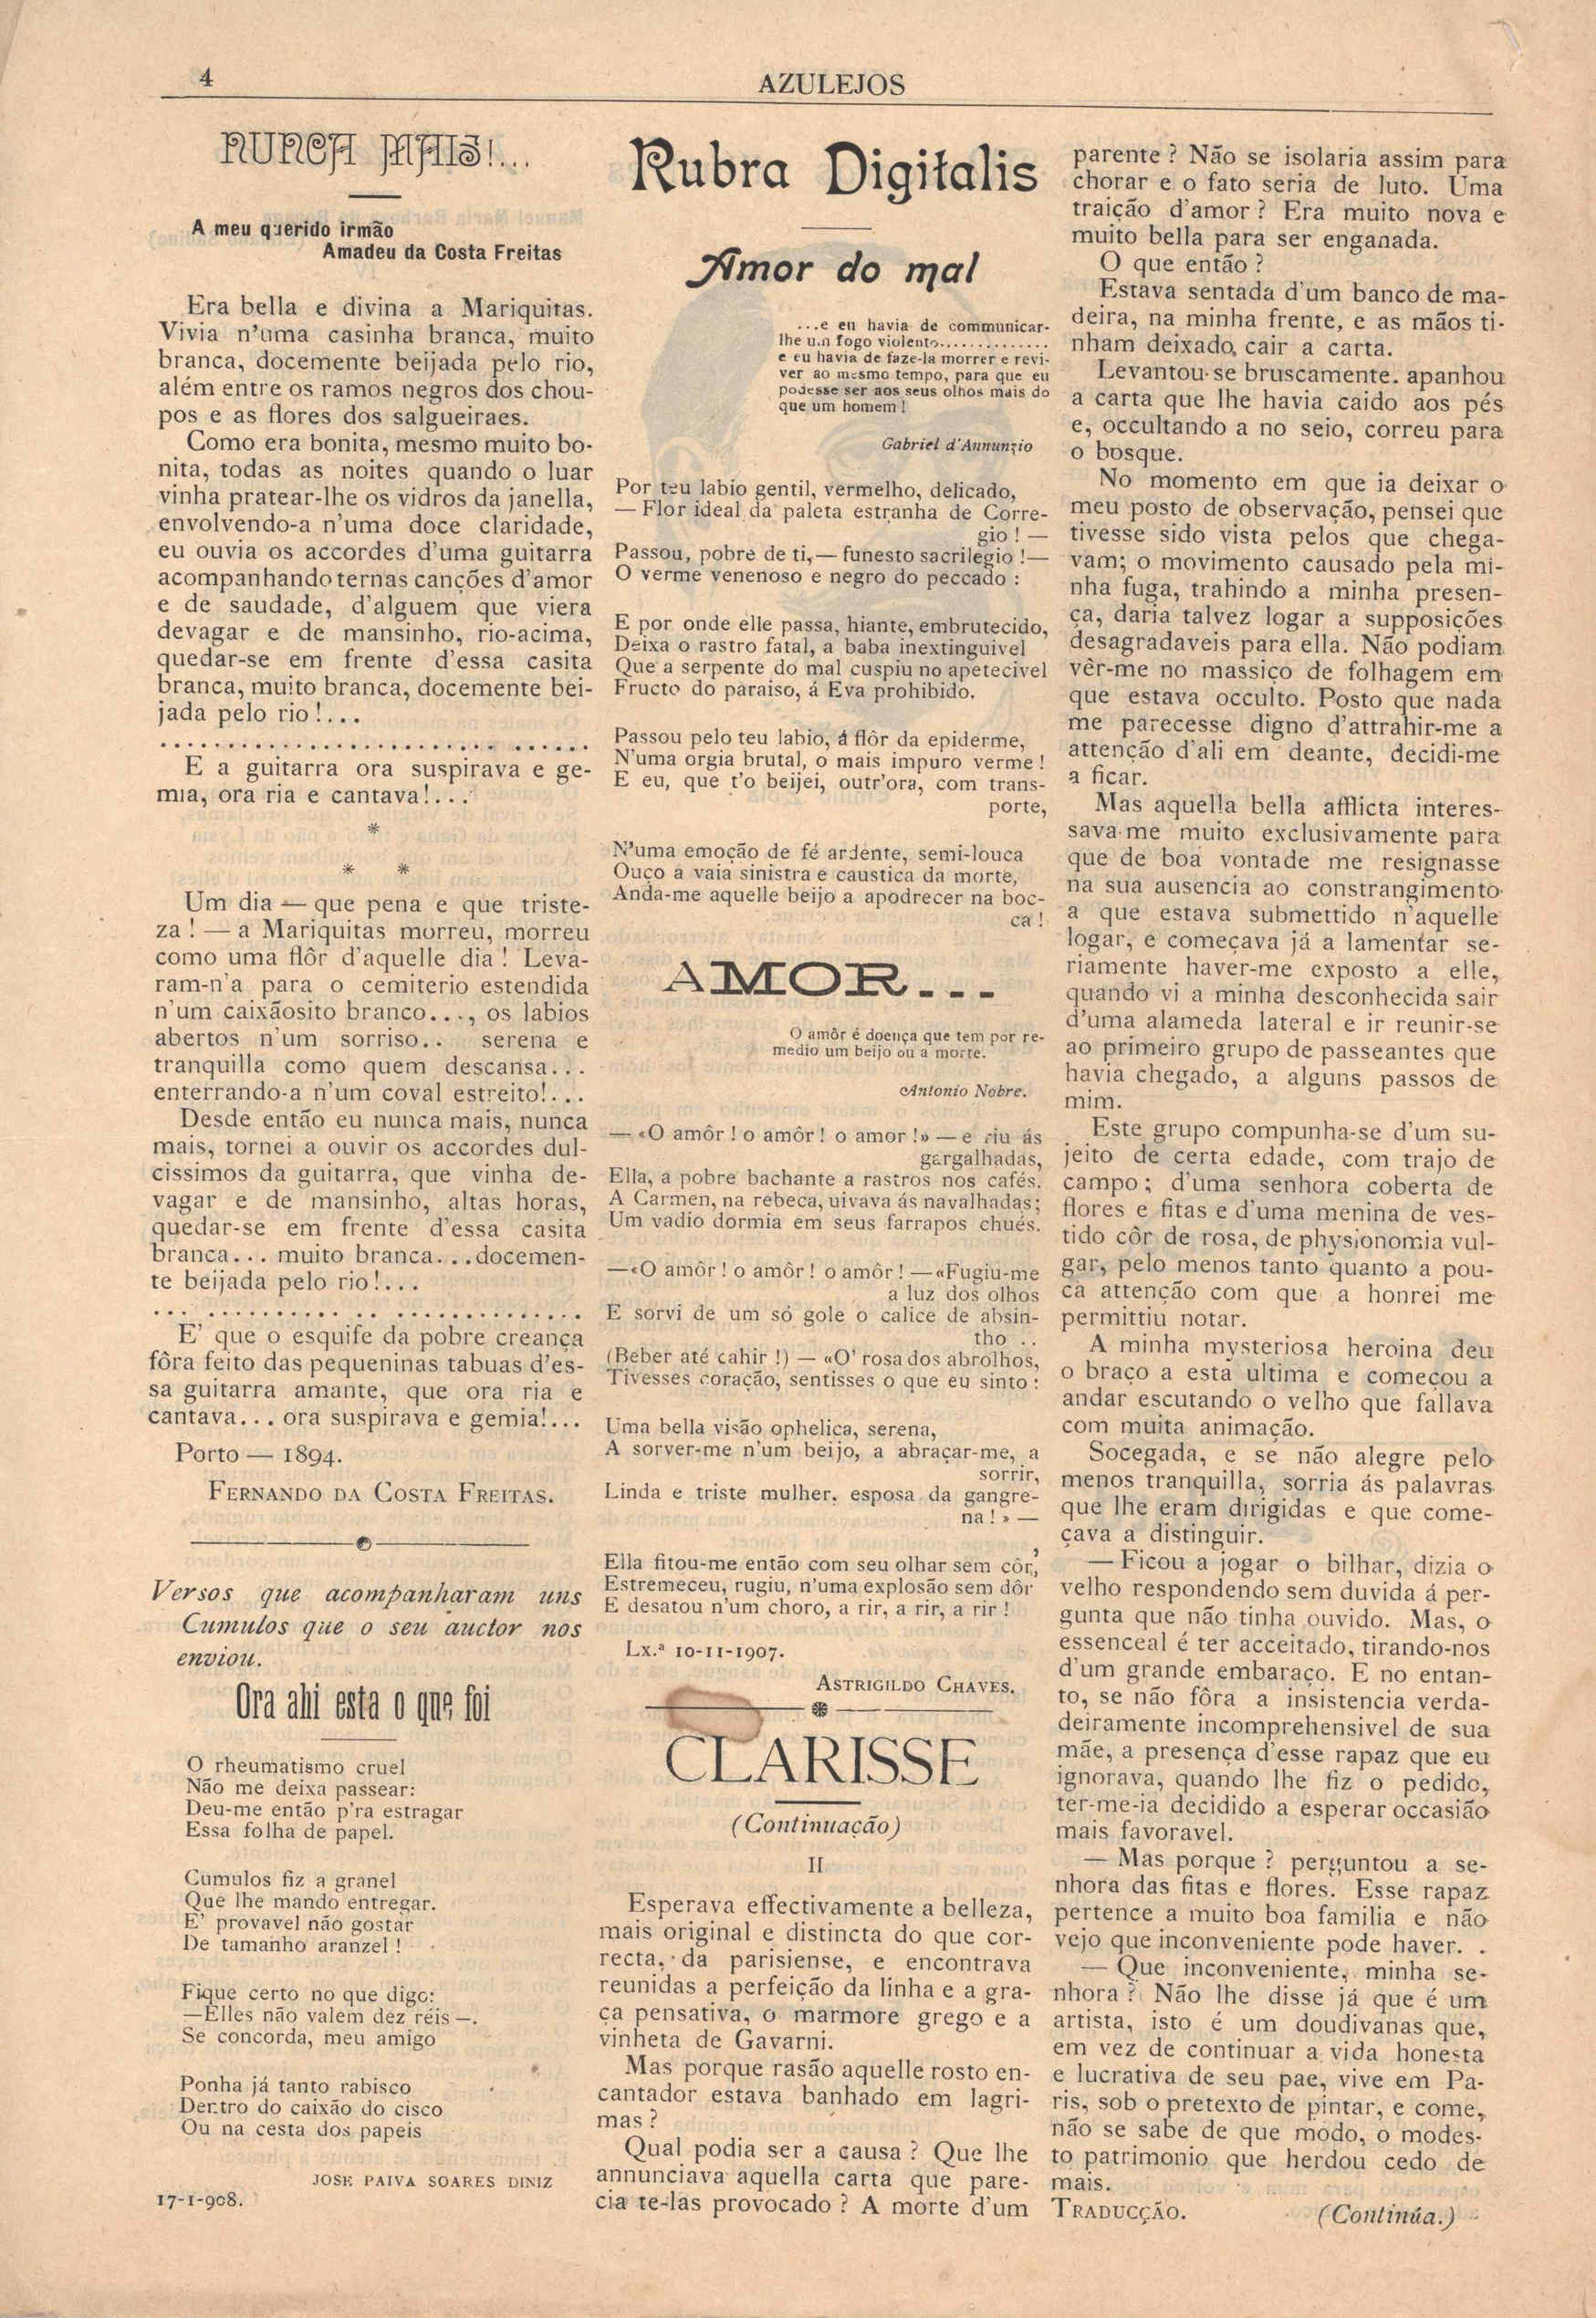 4
AZULEJOS
NUNCA MAIS!...
A meu querido irmão
Amadeu da Costa Freitas
Era bella e divina a Mariquitas.
Vivia n'uma casinha branca, muito
branca, docemente beijada pelo rio,
além entre os ramos negros dos chou-
pos e as flores dos salgueiraes.
Como era bonita, mesmo muito bo-
nita, todas as noites quando o luar
vinha pratear-lhe os vidros da janella,
envolvendo-a n'uma doce claridade,
eu ouvia os accordes d'uma guitarra
acompanhando ternas canções d'amor
e de saudade, d'alguem que viera
devagar e de mansinho, rio-acima,
quedar-se em frente d'essa casita
branca, muito branca, docemente bei-
jada pelo rio!...
..............................
E a guitarra ora suspirava e ge-
mia, ora ria e cantava!...
*
* *
Um dia — que pena e que triste-
za! — a Mariquitas morreu, morreu
como uma flôr d'aquelle dia! Leva-
ram-n'a para o cemiterio estendida
n'um caixãosito branco..., os labios
abertos n'um sorriso.. serena e
tranquilla como quem descansa...
enterrando-a n'um coval estreito!...
Desde então eu nunca mais, nunca
mais, tornei a ouvir os accordes dul-
cissimos da guitarra, que vinha de-
vagar e de mansinho, altas horas,
quedar-se em frente d'essa casita
branca... muito branca...docemen-
te beijada pelo rio!...
..............................
E' que o esquife da pobre creança
fôra feito das pequeninas tabuas d'es-
sa guitarra amante, que ora ria e
cantava... ora suspirava e gemia!...
Porto — 1894.
FERNANDO DA COSTA FREITAS.
Versos que acompanharam uns
Cumulos que o seu auctor nos
enviou.
Ora ahi esta o que foi
O rheumatismo cruel
Não me deixa passear:
Deu-me então p'ra estragar
Essa folha de papel.
Cumulos fiz a granel
Que lhe mando entregar.
E' provavel não gostar
De tamanho aranzel!
Fique certo no que digo:
—Elles não valem dez réis—.
Se concorda, meu amigo
Ponha já tanto rabisco
Dentro do caixão do cisco
Ou na cesta dos papeis
JOSE PAIVA SOARES DINIZ
17-1-908.
Rubra Digitalis
Amor do mal
...e eu havia de communicar-
lhe um fogo violento..............
e eu havia de faze-la morrer e revi-
ver ao mesmo tempo, para que eu
podesse ser aos seus olhos mais do
que um homem!
Gabriel d'Annunzio
Por teu labio gentil, vermelho, delicado,
— Flor ideal da paleta estranha de Corre-
gio! —
Passou, pobre de ti,— funesto sacrilegio!—
O verme venenoso e negro do peccado:
E por onde elle passa, hiante, embrutecido,
Deixa o rastro fatal, a baba inextinguivel
Que a serpente do mal cuspiu no apetecivel
Fructo do paraiso, á Eva prohibido.
Passou pelo teu labio, á flôr da epiderme,
N'uma orgia brutal, o mais impuro verme!
E eu, que t'o beijei, outr'ora, com trans-
porte,
N'uma emoção de fé ardente, semi-louca
Ouço a vaia sinistra e caustica da morte,
Anda-me aquelle beijo a apodrecer na boc-
ca!
AMOR...
O amôr é doença que tem por re-
medio um beijo ou a morte.
Antonio Nobre.
— «O amôr! o amôr! o amor!» — e riu ás
gargalhadas,
Ella, a pobre bachante a rastros nos cafés.
A Carmen, na rebeca, uivava ás navalhadas;
Um vadio dormia em seus farrapos chués.
—«O amôr! o amôr! o amôr! —«Fugiu-me
a luz dos olhos
E sorvi de um só gole o calice de absin-
tho ..
(Beber até cahir!) — «O' rosa dos abrolhos,
Tivesses coração, sentisses o que eu sinto:
Uma bella visão ophelica, serena,
A sorver-me n'um beijo, a abraçar-me, a
sorrir,
Linda e triste mulher, esposa da gangre-
na!» —
Ella fitou-me então com seu olhar sem côr,
Estremeceu, rugiu, n'uma explosão sem dôr
E desatou n'um choro, a rir, a rir, a rir!
Lx.ª 10-11-1907.
ASTRIGILDO CHAVES.
CLARISSE
(Continuação)
II
Esperava effectivamente a belleza,
mais original e distincta do que cor-
recta, da parisiense, e encontrava
reunidas a perfeição da linha e a gra-
ça pensativa, o marmore grego e a
vinheta de Gavarni.
Mas porque rasão aquelle rosto en-
cantador estava banhado em lagri-
mas?
Qual podia ser a causa? Que lhe
annunciava aquella carta que pare-
cia te-las provocado? A morte d'um
parente? Não se isolaria assim para
chorar e o fato seria de luto. Uma
traição d'amor? Era muito nova e
muito bella para ser enganada.
O que então?
Estava sentada d'um banco de ma-
deira, na minha frente, e as mãos ti-
nham deixado cair a carta.
Levantou-se bruscamente. apanhou
a carta que lhe havia caido aos pés
e, occultando a no seio, correu para
o bosque.
No momento em que ia deixar o
meu posto de observação, pensei que
tivesse sido vista pelos que chega-
vam; o movimento causado pela mi-
nha fuga, trahindo a minha presen-
ça, daria talvez logar a supposições
desagradaveis para ella. Não podiam
vêr-me no massiço de folhagem em
que estava occulto. Posto que nada
me parecesse digno d'attrahir-me a
attenção d'ali em deante, decidi-me
a ficar.
Mas aquella bella afflicta interes-
sava-me muito exclusivamente para
que de boa vontade me resignasse
na sua ausencia ao constrangimento
a que estava submettido n'aquelle
logar, e começava já a lamentar se-
riamente haver-me exposto a elle,
quando vi a minha desconhecida sair
d'uma alameda lateral e ir reunir-se
ao primeiro grupo de passeantes que
havia chegado, a alguns passos de
mim.
Este grupo compunha-se d'um su-
jeito de certa edade, com trajo de
campo; d'uma senhora coberta de
flores e fitas e d'uma menina de ves-
tido côr de rosa, de physionomia vul-
gar, pelo menos tanto quanto a pou-
ca attenção com que a honrei me
permittiu notar.
A minha mysteriosa heroina deu
o braço a esta ultima e começou a
andar escutando o velho que fallava
com muita animação.
Socegada, e se não alegre pelo
menos tranquilla, sorria ás palavras
que lhe eram dirigidas e que come-
çava a distinguir.
— Ficou a jogar o bilhar, dizia o
velho respondendo sem duvida á per-
gunta que não tinha ouvido. Mas, o
essenceal é ter acceitado, tirando-nos
d'um grande embaraço. E no entan-
to, se não fôra a insistencia verda-
deiramente incomprehensivel de sua
mãe, a presença d'esse rapaz que eu
ignorava, quando lhe fiz o pedido,
ter-me-ia decidido a esperar occasião
mais favoravel.
— Mas porque? perguntou a se-
nhora das fitas e flores. Esse rapaz
pertence a muito boa familia e não
vejo que inconveniente pode haver. .
— Que inconveniente, minha se-
nhora? Não lhe disse já que é um
artista, isto é um doudivanas que,
em vez de continuar a vida honesta
e lucrativa de seu pae, vive em Pa-
ris, sob o pretexto de pintar, e come,
não se sabe de que modo, o modes-
to patrimonio que herdou cedo de
mais.
TRADUCÇÃO.
(Continúa.)